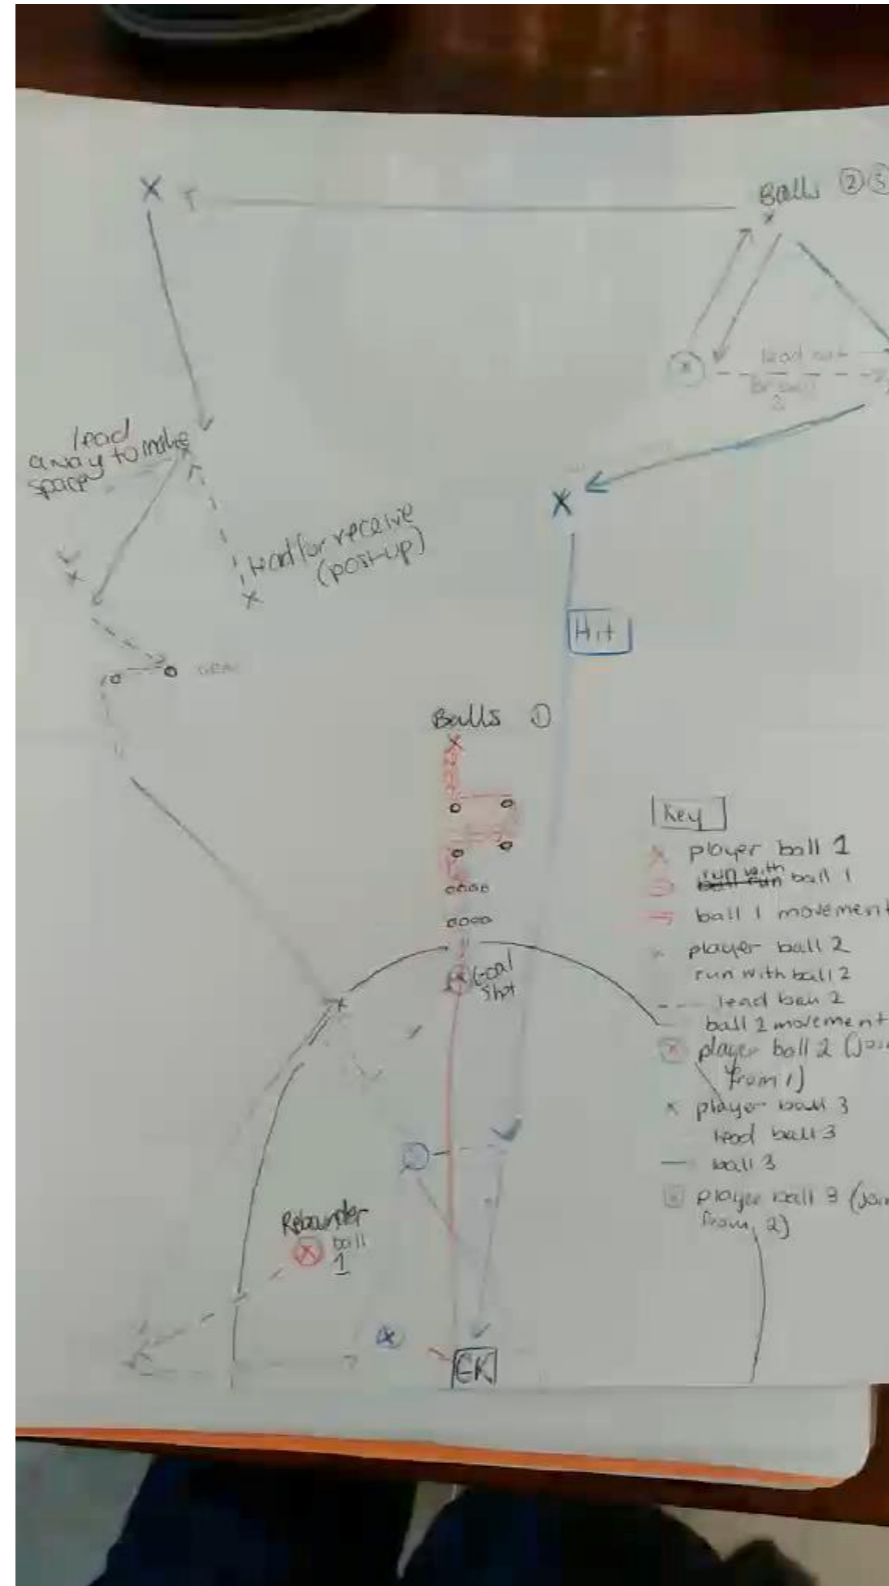 Balls ②③
lead out
lead
away to make
space
lead for receive
(post-up)
Hit
Balls ①
Key
player ball 1
run with ball 1
ball 1 movement
player ball 2
run with ball 2
lead ball 2
ball 2 movement
player ball 2 (join
from 1)
player ball 3
lead ball 3
ball 3
player ball 3 (join
from 2)
Goal
Shot
Rebounder
ball
1
GK